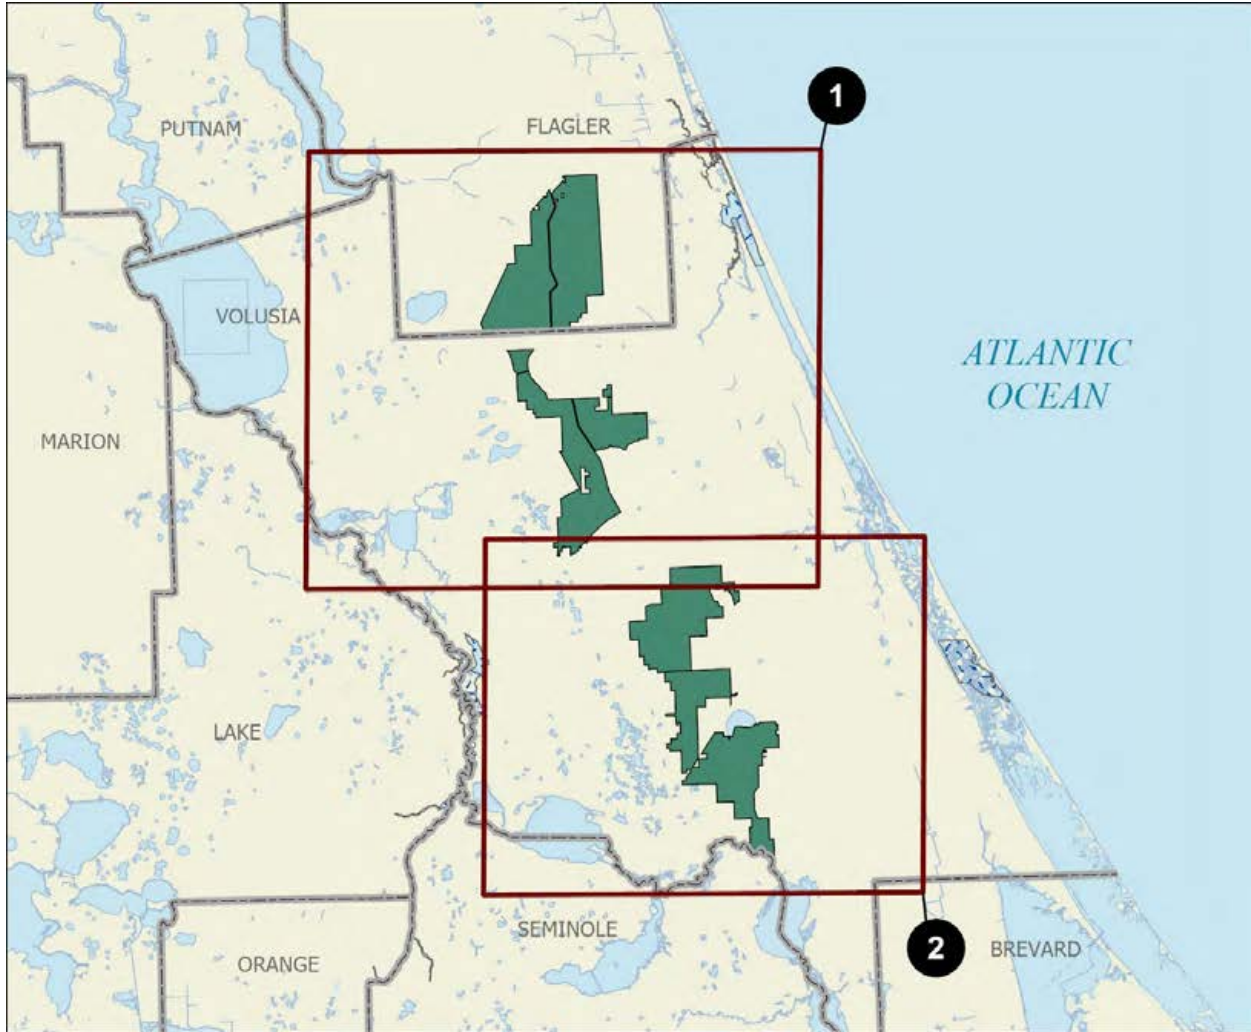 1
PUTNAM
FLAGLER
VOLUSIA
ATLANTIC
OCEAN
MARION
LAKE
SEMINOLE
ORANGE
2
BREVARD